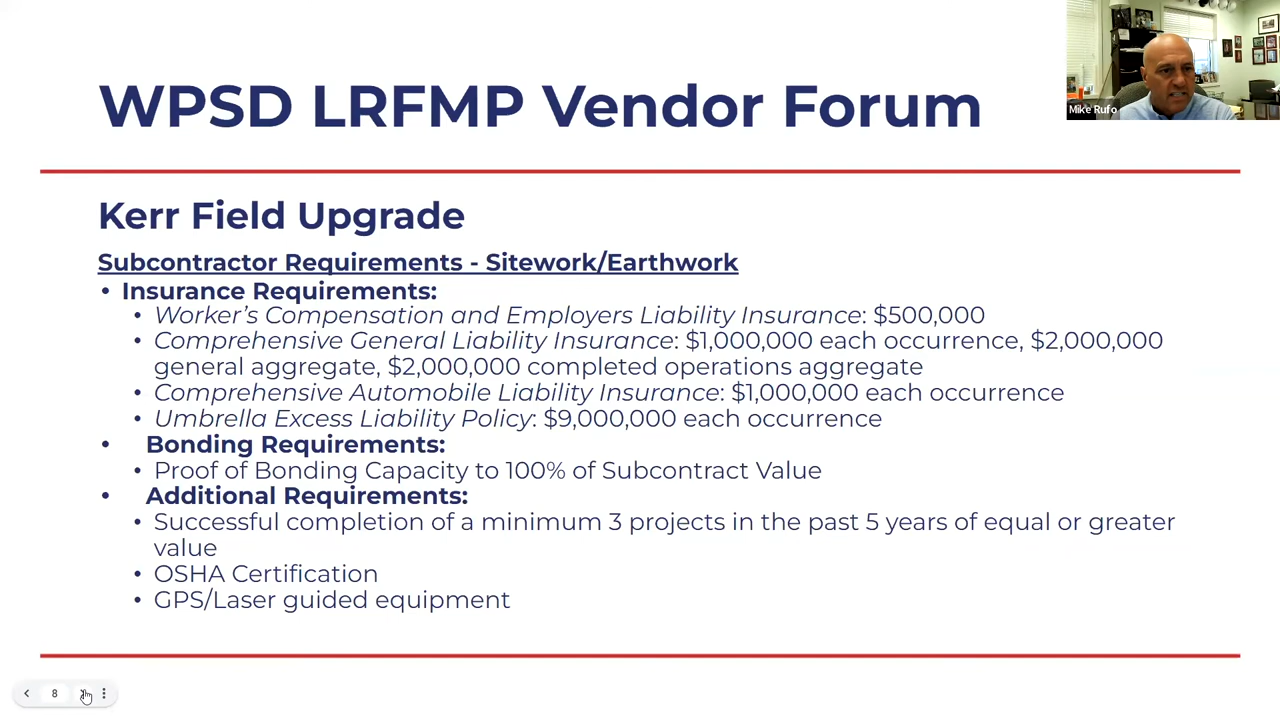 WPSD LRFMP Vendor Forum
Mike Rufo
Kerr Field Upgrade
Subcontractor Requirements - Sitework/Earthwork
• Insurance Requirements:
• Worker's Compensation and Employers Liability Insurance: $500,000
• Comprehensive General Liability Insurance: $1,000,000 each occurrence, $2,000,000
general aggregate, $2,000,000 completed operations aggregate
• Comprehensive Automobile Liability Insurance: $1,000,000 each occurrence
• Umbrella Excess Liability Policy: $9,000,000 each occurrence
• Bonding Requirements:
• Proof of Bonding Capacity to 100% of Subcontract Value
• Additional Requirements:
• Successful completion of a minimum 3 projects in the past 5 years of equal or greater
value
• OSHA Certification
• GPS/Laser guided equipment
8